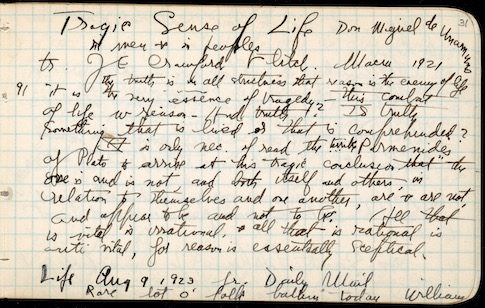 31
Tragic Sense of Life Don Miguel de Unamuno
in men & in peoples
tr. J E Crawford Flitch. Macm 1921
The truth is in all strictness that reason is the enemy of life
91 "it is the very essence of tragedy - this combat
of life w reason - and truth? Is truth
something that is lived or that is comprehended?
It is only nec. to read the Parmenides
of Plato to arrive at his tragic conclusion that "the
One is and is not and both itself and others, in
relation to themselves and one another, are & are not,
and appear to be and not to be." All that
is vital is irrational, & all that is rational is
anti vital, for reason is essentially sceptical.
Life Aug 9, 1923 fr. Daily Mail
Rare lot o' folk today William